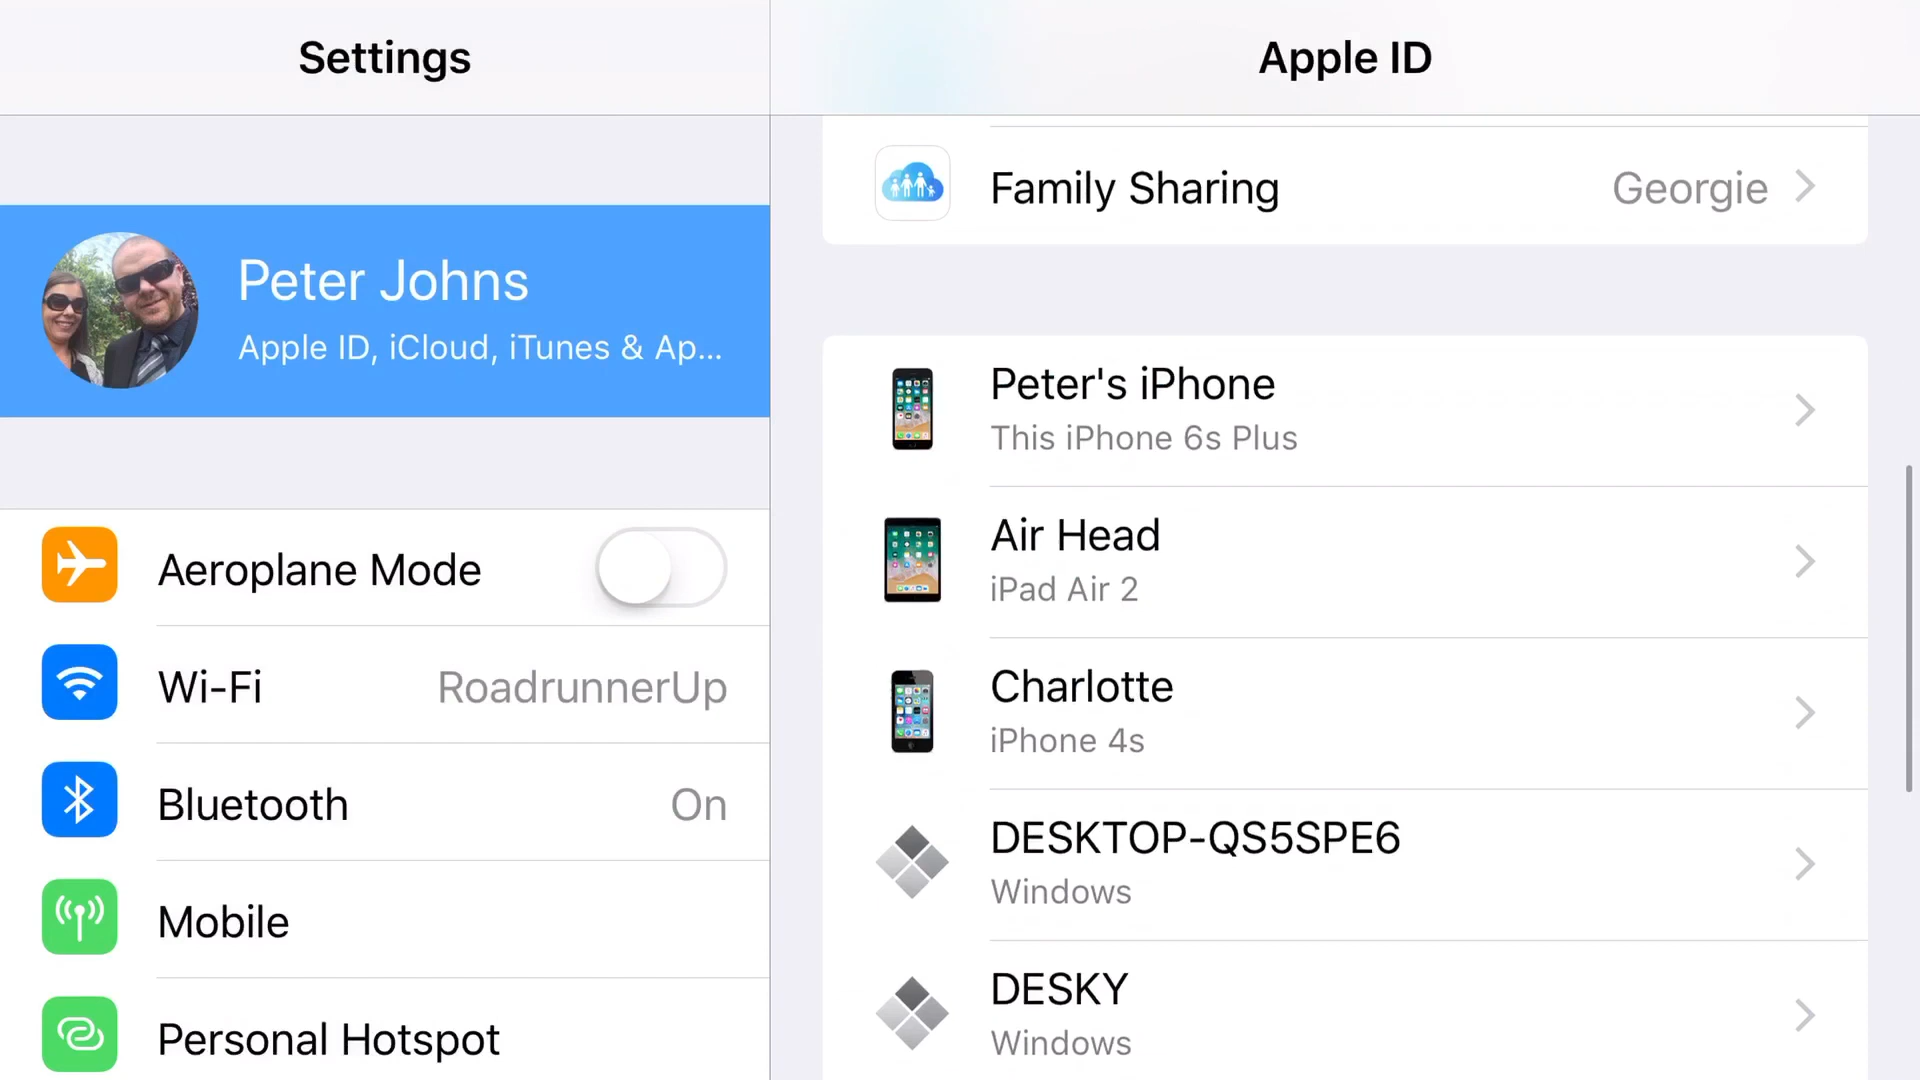 Settings
Peter Johns
Apple ID, iCloud, iTunes & Ap...
Aeroplane Mode
Wi-Fi RoadrunnerUp
Bluetooth On
Mobile
Personal Hotspot
Apple ID
Family Sharing Georgie
Peter's iPhone
This iPhone 6s Plus
Air Head
iPad Air 2
Charlotte
iPhone 4s
DESKTOP-QS5SPE6
Windows
DESKY
Windows